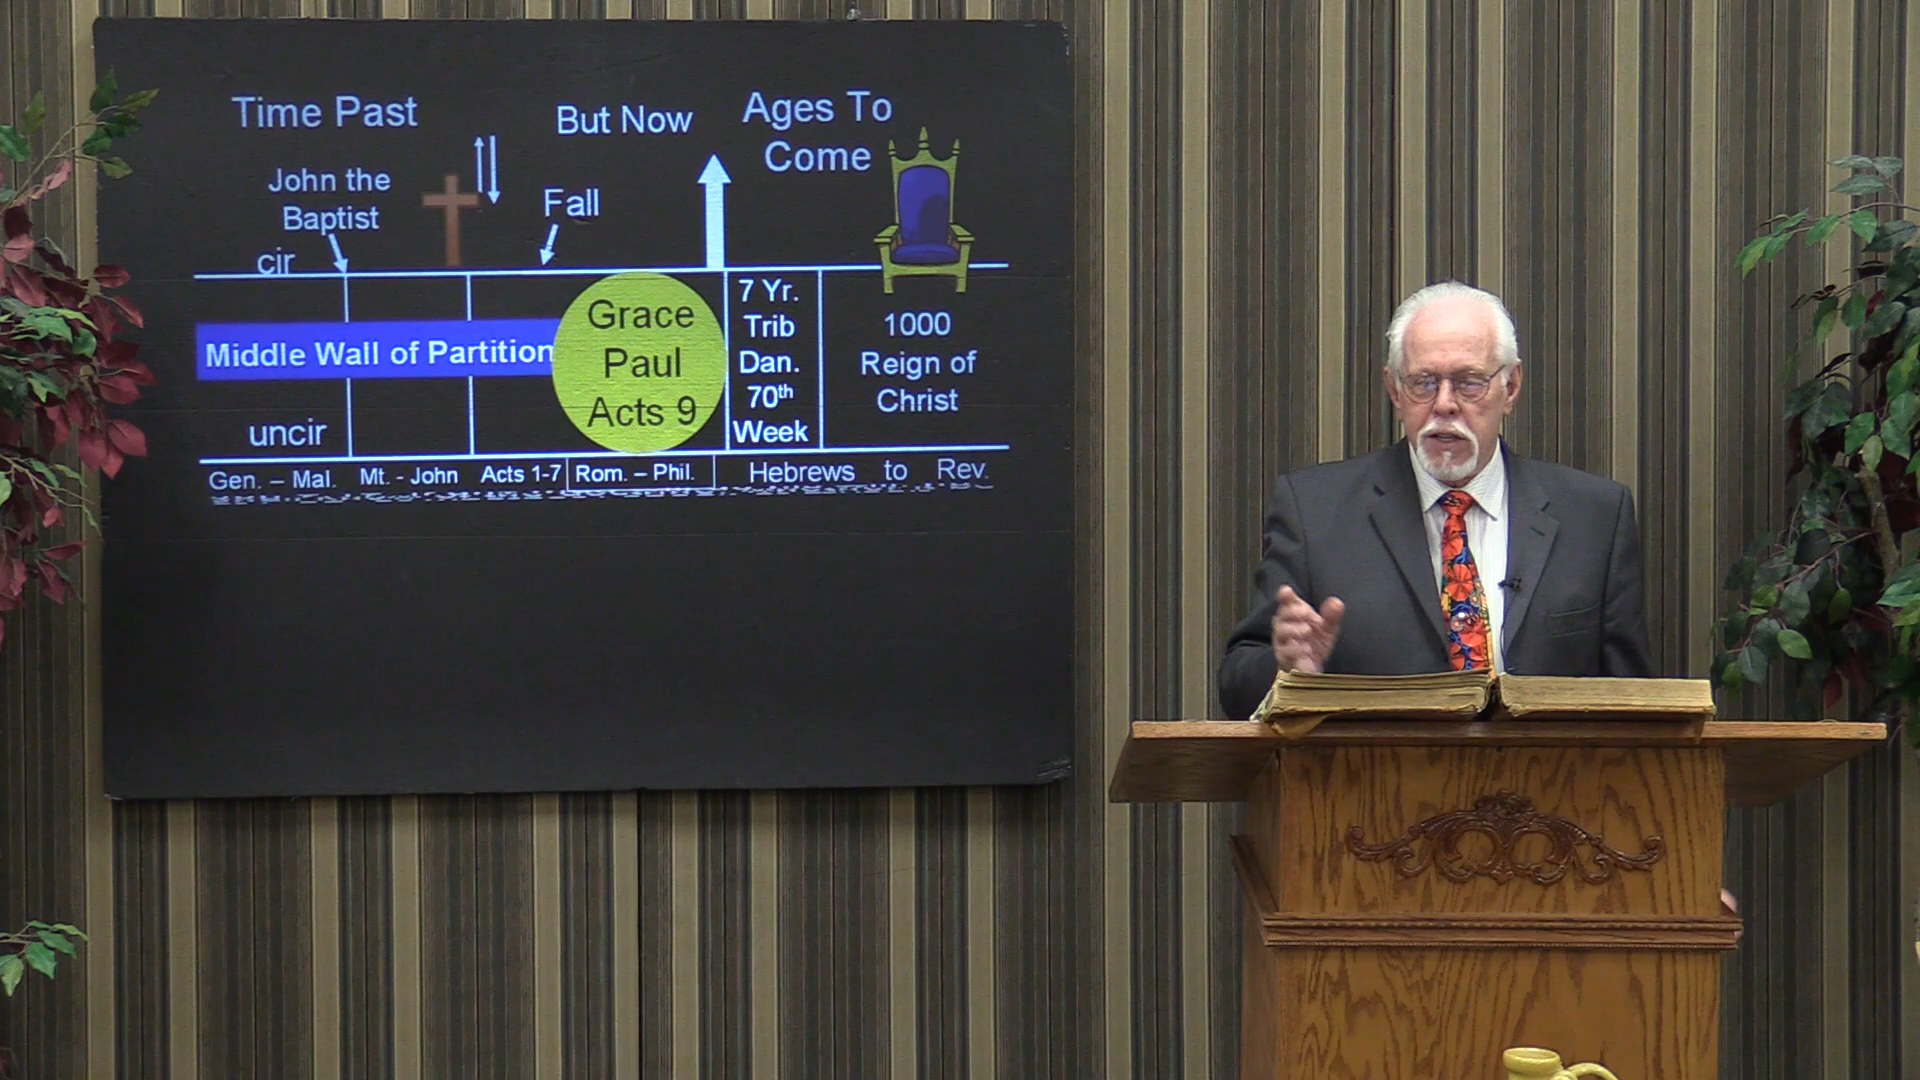 Time Past
But Now
Ages To
Come
John the
Baptist
Fall
cir
Middle Wall of Partition
Grace
Paul
Acts 9
7 Yr.
Trib
Dan.
70th
Week
1000
Reign of
Christ
uncir
Gen. – Mal. Mt. - John Acts 1-7 Rom. – Phil. Hebrews to Rev.